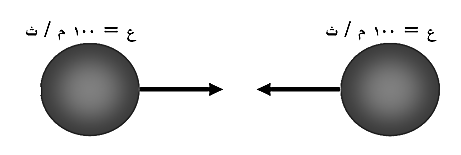 ع = ١٠٠ م / ث
ع = ١٠٠ م / ث